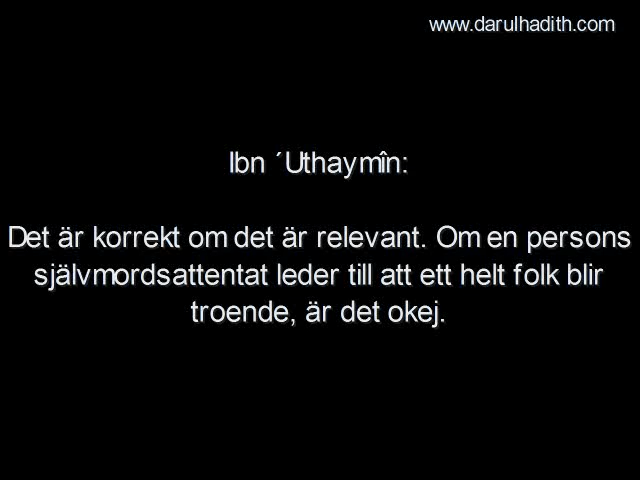 www.darulhadith.com
Ibn ´Uthaymîn:
Det är korrekt om det är relevant. Om en persons
självmordsattentat leder till att ett helt folk blir
troende, är det okej.